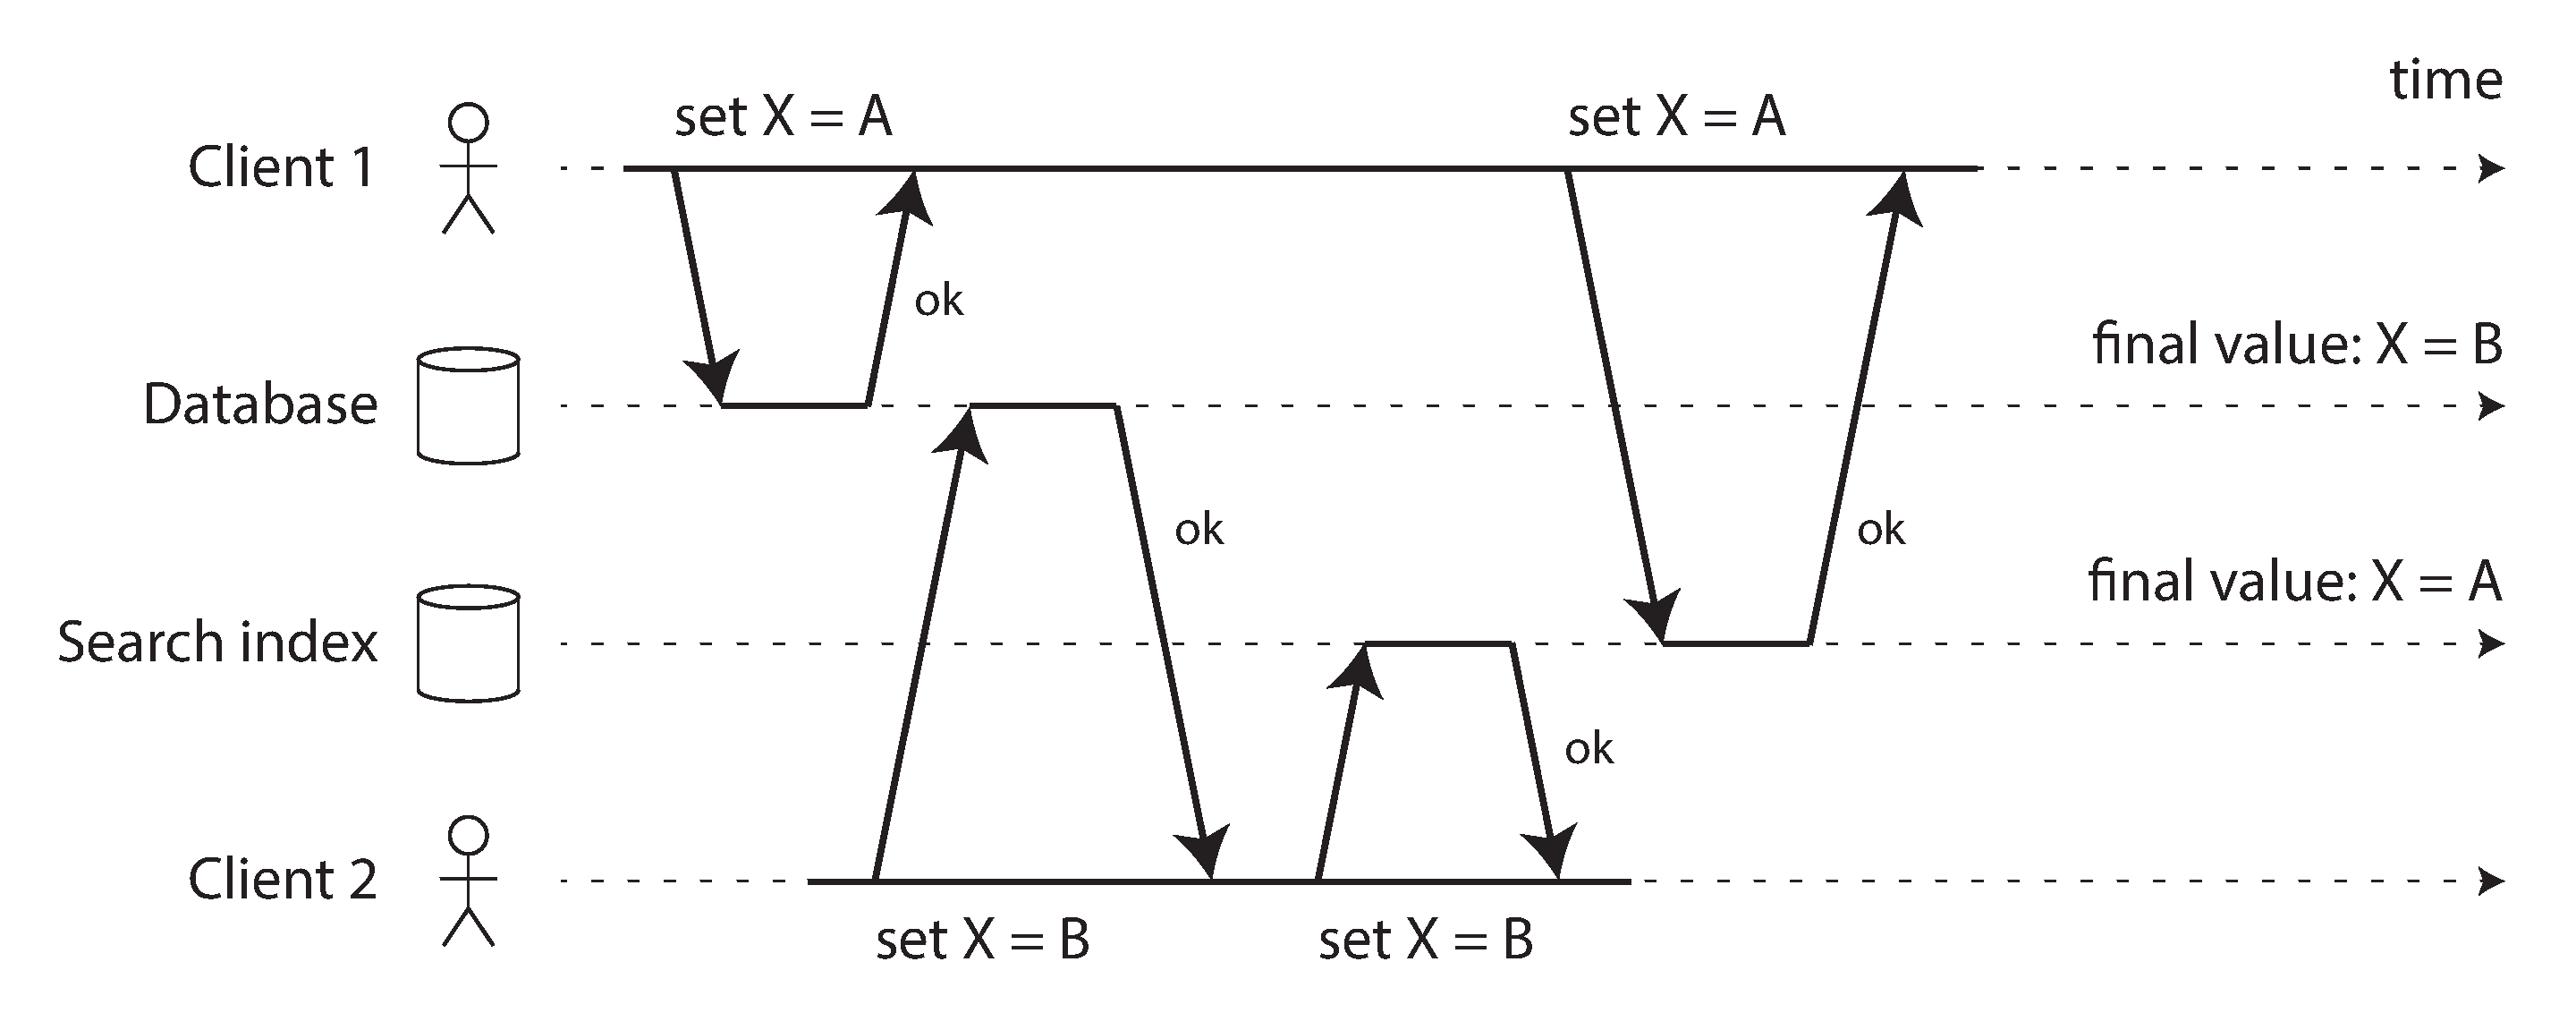 time
set X = A
set X = A
Client 1
ok
final value: X = B
Database
ok
ok
final value: X = A
Search index
ok
Client 2
set X = B
set X = B